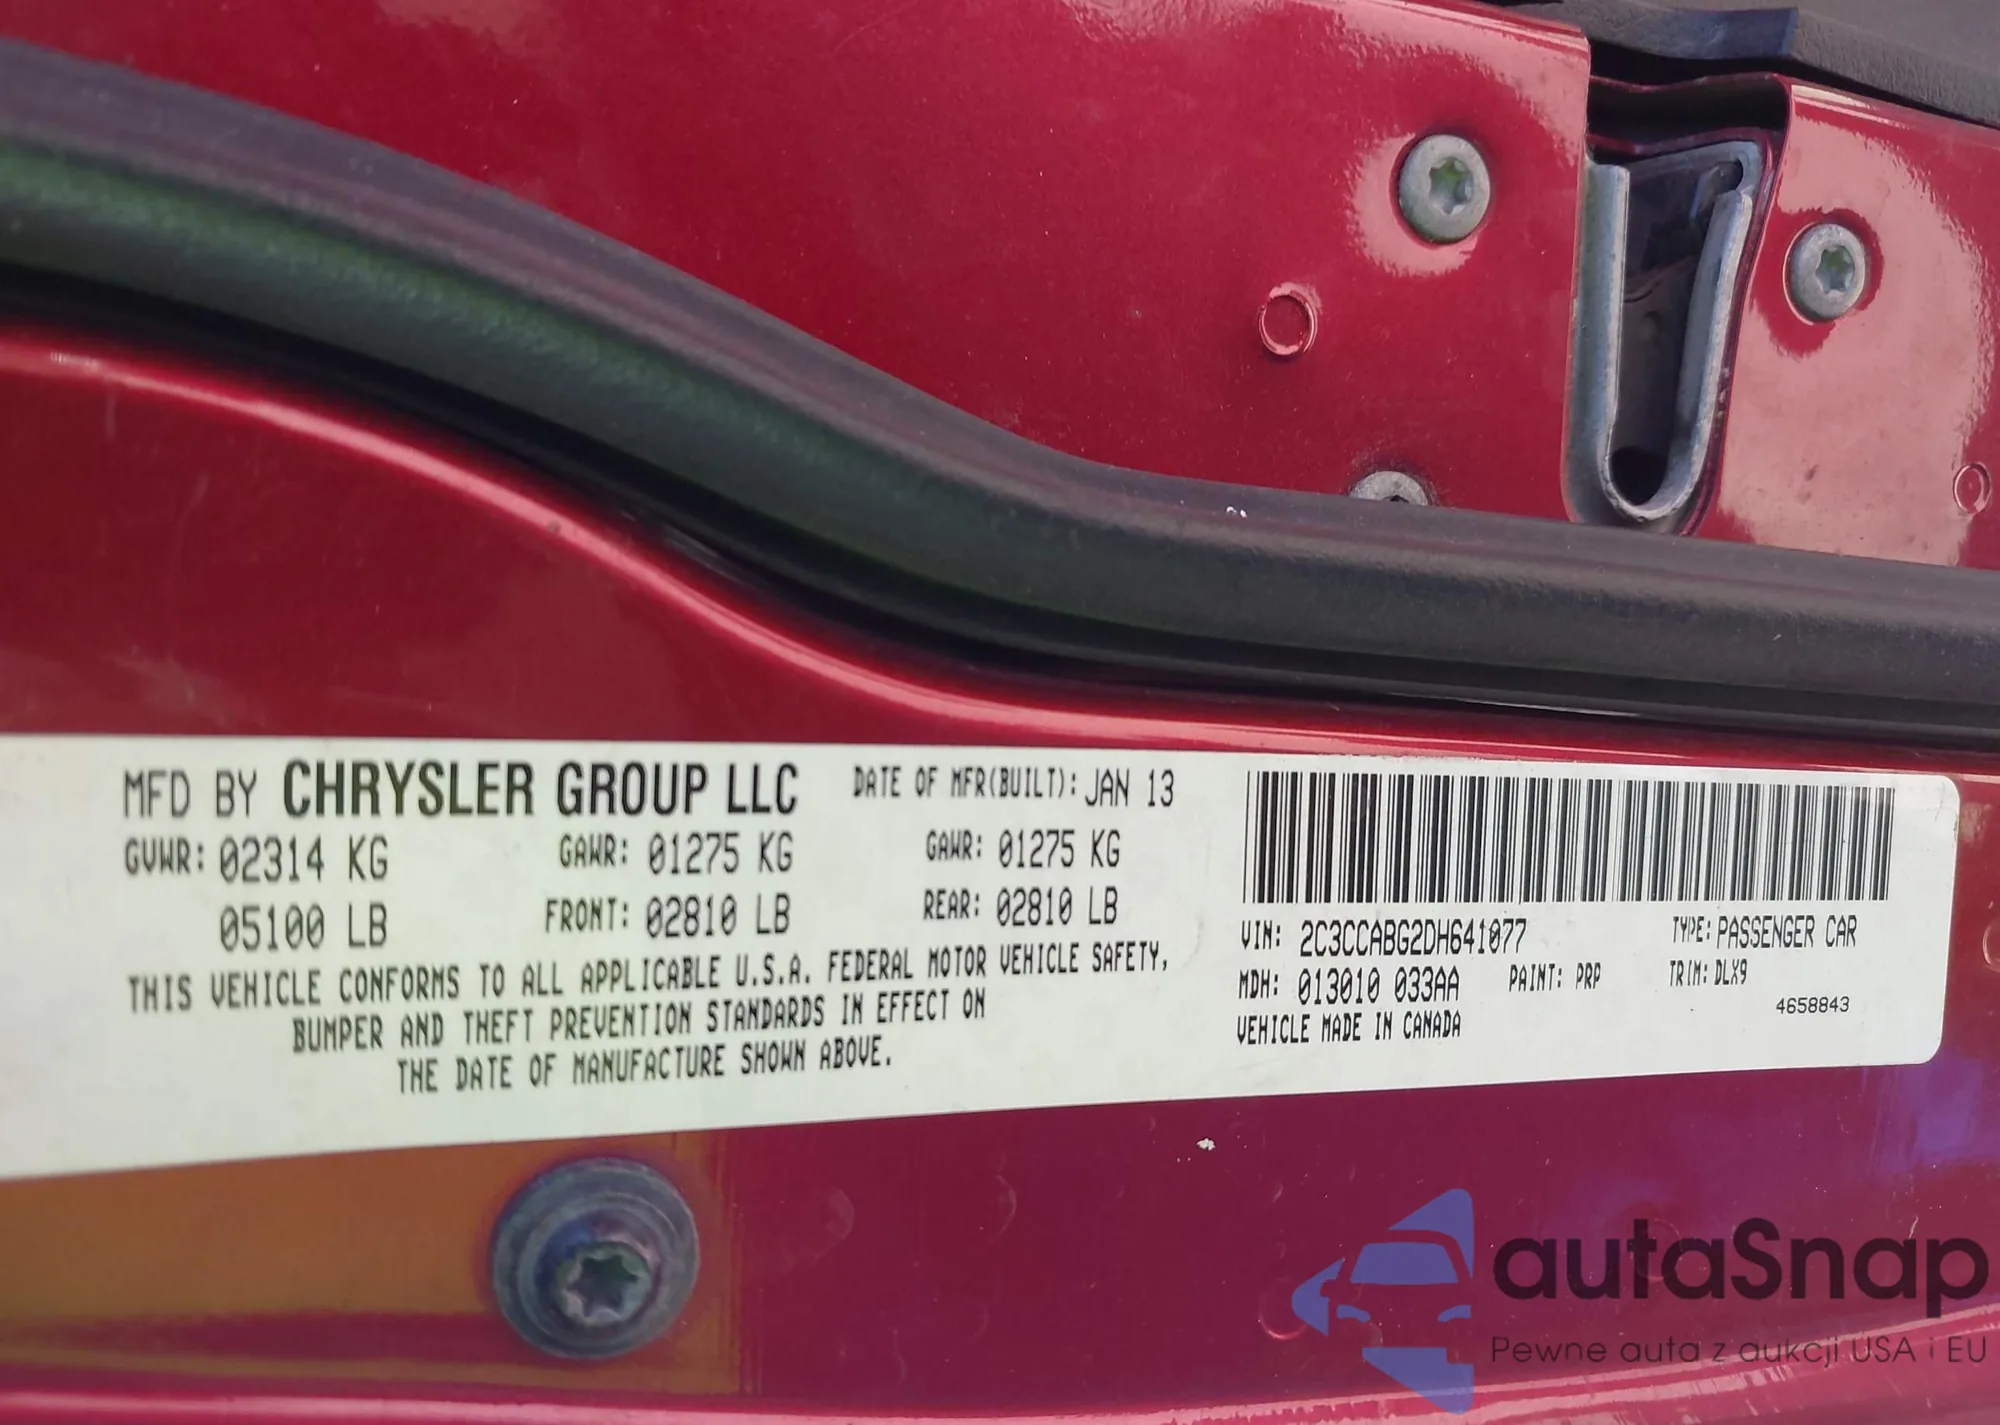 MFD BY CHRYSLER GROUP LLC DATE OF MFR(BUILT): JAN 13
GVWR: 02314 KG GAWR: 01275 KG GAWR: 01275 KG
05100 LB FRONT: 02810 LB REAR: 02810 LB
THIS VEHICLE CONFORMS TO ALL APPLICABLE U.S.A. FEDERAL MOTOR VEHICLE SAFETY,
BUMPER AND THEFT PREVENTION STANDARDS IN EFFECT ON
THE DATE OF MANUFACTURE SHOWN ABOVE.
VIN: 2C3CCABG2DH641077 TYPE: PASSENGER CAR
MDH: 013010 033AA PAINT: PRP TRIM: DLX9
4658843
VEHICLE MADE IN CANADA
autaSnap
Pewne auta z aukcji USA i EU